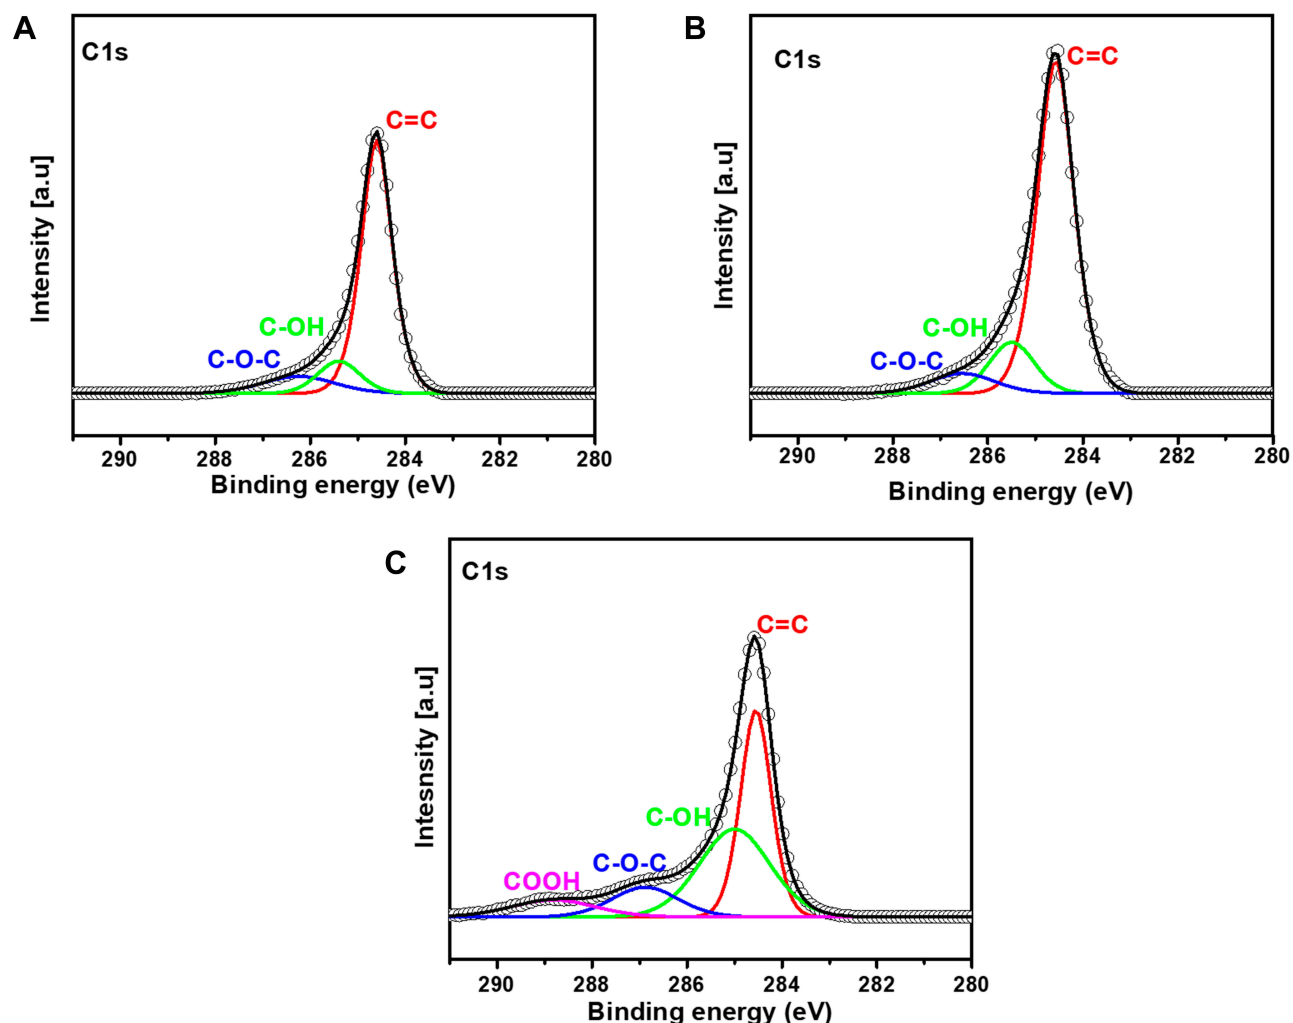 A
C1s
C=C
C-OH
C-O-C
Intensity [a.u]
290 288 286 284 282 280
Binding energy (eV)
B
C1s
C=C
C-OH
C-O-C
Intensity [a.u]
290 288 286 284 282 280
Binding energy (eV)
C
C1s
C=C
C-OH
C-O-C
COOH
Intesnsity [a.u]
290 288 286 284 282 280
Binding energy (eV)